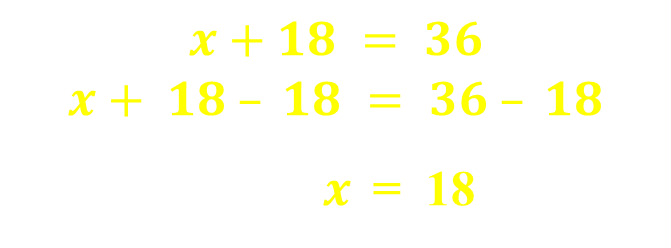 x + 18 = 36
x + 18 – 18 = 36 – 18
x = 18